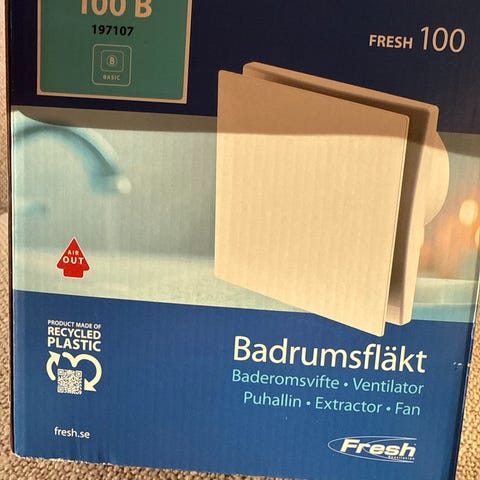 100 B
197107
B
BASIC
FRESH 100
AIR
OUT
PRODUCT MADE OF
RECYCLED
PLASTIC
Badrumsfläkt
Baderomsvifte • Ventilator
Puhallin • Extractor • Fan
fresh.se
Fresh